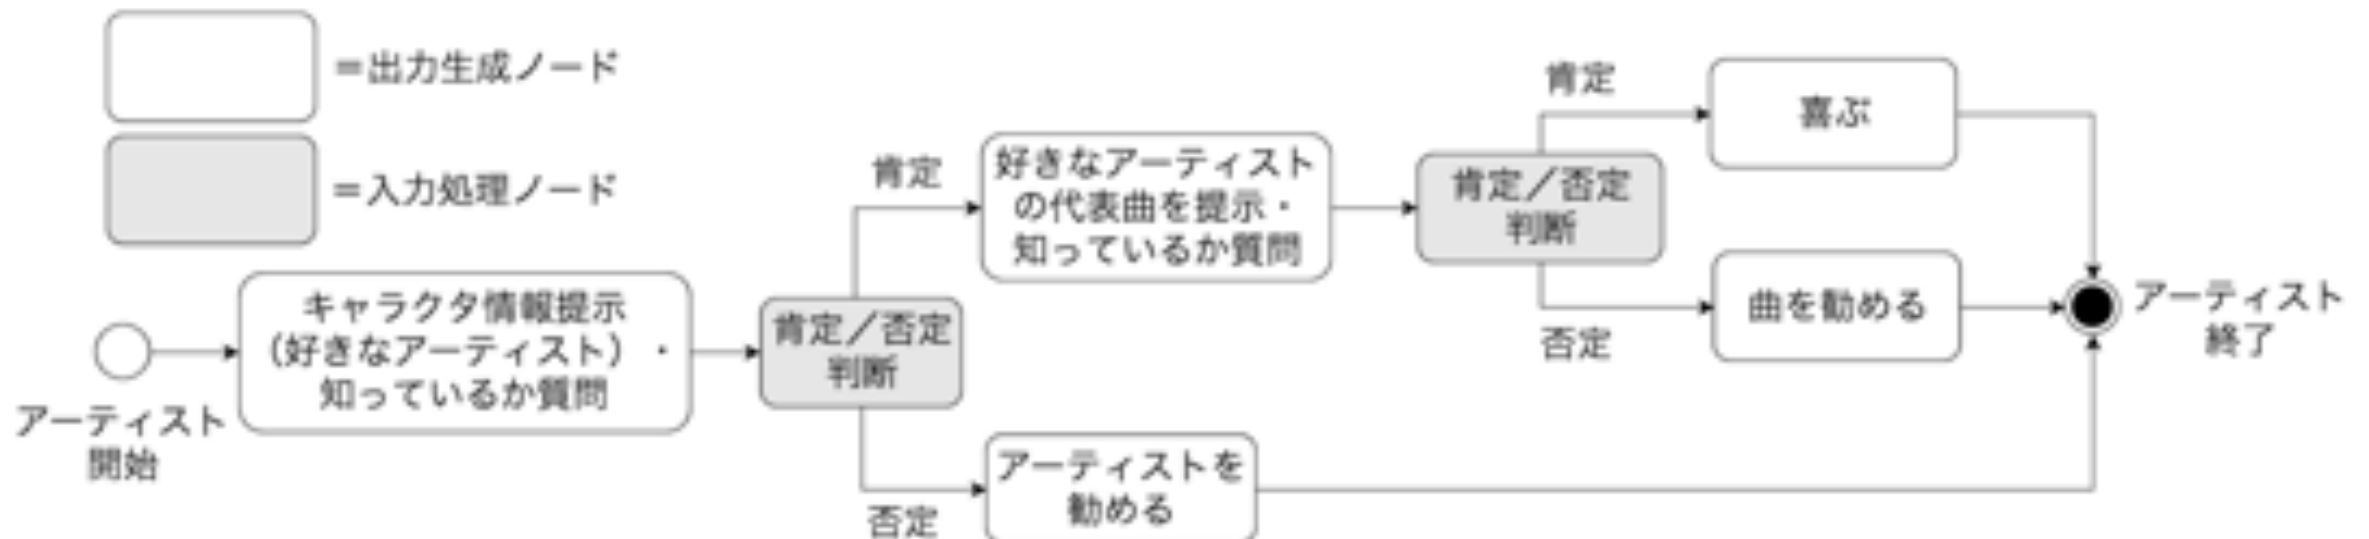 ＝出力生成ノード
＝入力処理ノード
アーティスト
開始
キャラクタ情報提示
（好きなアーティスト）・
知っているか質問
肯定／否定
判断
肯定
好きなアーティスト
の代表曲を提示・
知っているか質問
否定
アーティストを
勧める
肯定／否定
判断
肯定
喜ぶ
否定
曲を勧める
アーティスト
終了